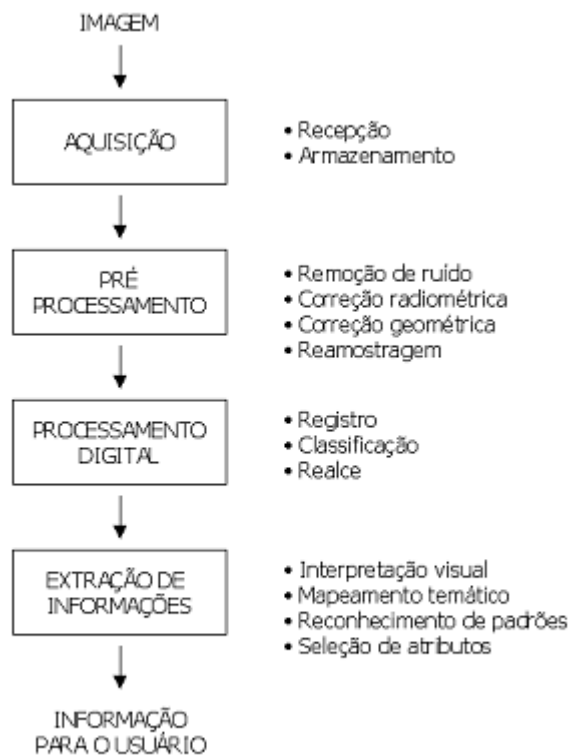 IMAGEM
AQUISIÇÃO
• Recepção
• Armazenamento
PRÉ
PROCESSAMENTO
• Remoção de ruído
• Correção radiométrica
• Correção geométrica
• Reamostragem
PROCESSAMENTO
DIGITAL
• Registro
• Classificação
• Realce
EXTRAÇÃO DE
INFORMAÇÕES
• Interpretação visual
• Mapeamento temático
• Reconhecimento de padrões
• Seleção de atributos
INFORMAÇÃO
PARA O USUÁRIO